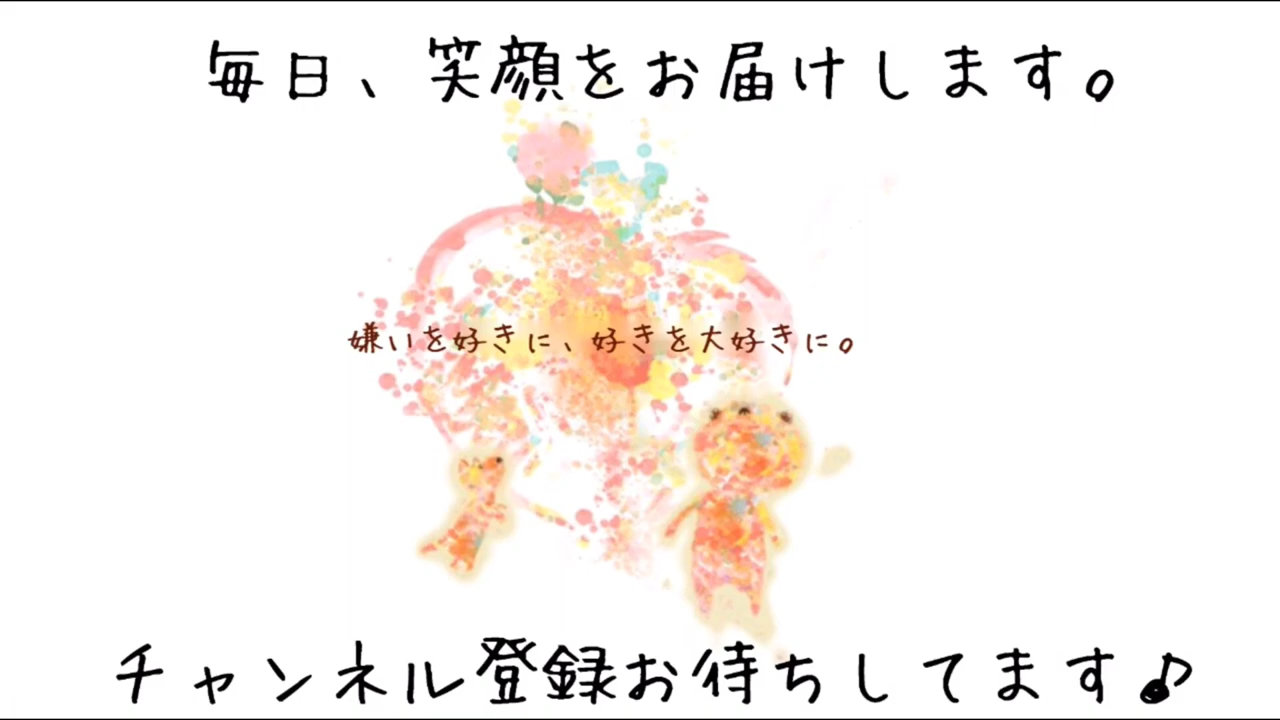 毎日、笑顔をお届けします。
嫌いを好きに、好きを大好きに。
チャンネル登録お待ちしてます♪